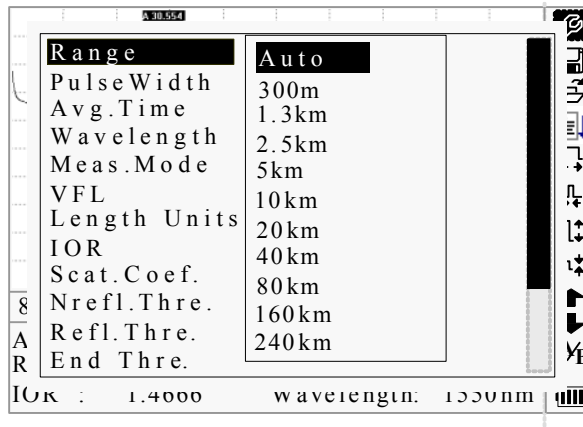 A 30.554
Range
PulseWidth
Avg.Time
Wavelength
Meas.Mode
VFL
Length Units
IOR
Scat.Coef.
Nrefl.Thre.
Refl.Thre.
End Thre.
Auto
300m
1.3km
2.5km
5km
10km
20km
40km
80km
160km
240km
8
A
R
IOR : 1.4666 Wavelength: 1550nm